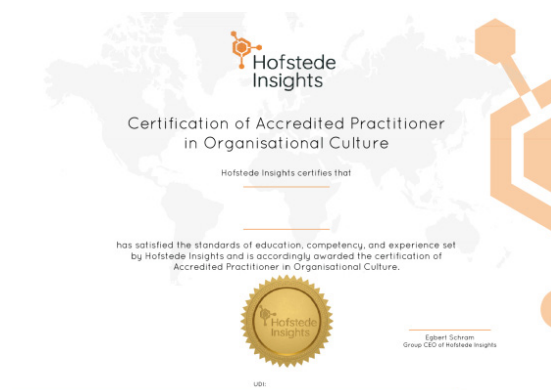 Hofstede
Insights
Certification of Accredited Practitioner
in Organisational Culture
Hofstede Insights certifies that
has satisfied the standards of education, competency, and experience set
by Hofstede Insights and is accordingly awarded the certification of
Accredited Practitioner in Organisational Culture.
Hofstede
Insights
Egbert Schram
Group CEO of Hofstede Insights
UDI: